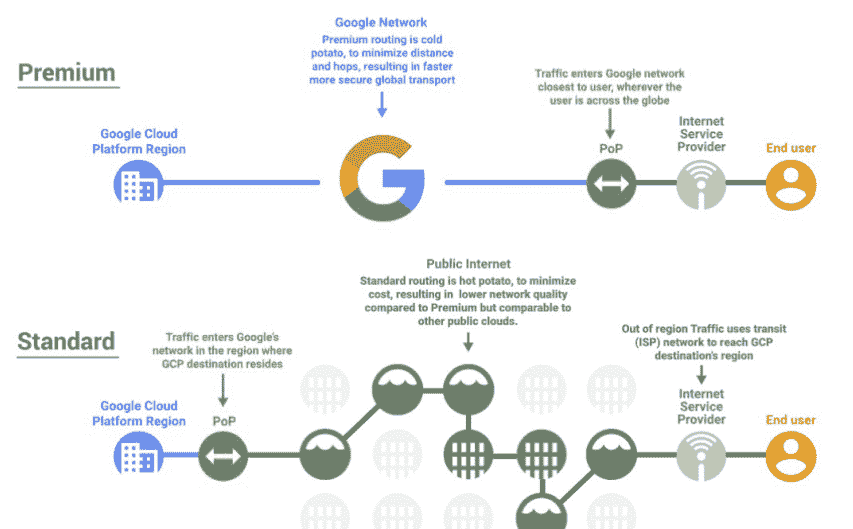 Google Network
Premium routing is cold
potato, to minimize distance
and hops, resulting in faster
more secure global transport
Premium
Traffic enters Google network
closest to user, wherever the
user is across the globe
Google Cloud
Platform Region
PoP
Internet
Service
Provider
End user
Public Internet
Standard routing is hot potato, to minimize
cost, resulting in lower network quality
compared to Premium but comparable to
other public clouds.
Standard
Traffic enters Google's
network in the region where
GCP destination resides
Out of region Traffic uses transit
(ISP) network to reach GCP
destination's region
Google Cloud
Platform Region
PoP
Internet
Service
Provider
End user